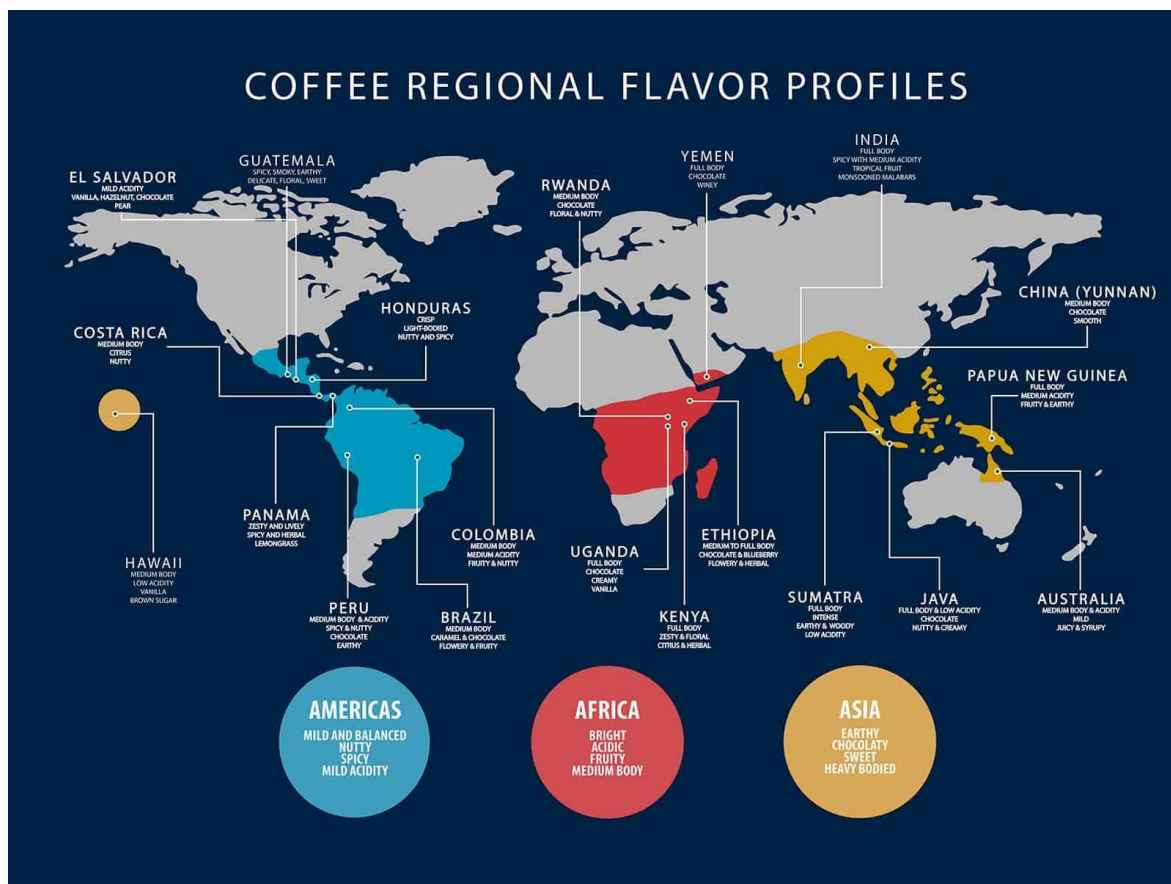 COFFEE REGIONAL FLAVOR PROFILES
EL SALVADOR
MILD ACIDITY
VANILLA, HAZELNUT, CHOCOLATE
PEAR
GUATEMALA
SPICY, SMOKY, EARTHY
DELICATE, FLORAL, SWEET
RWANDA
MEDIUM BODY
CHOCOLATE
FLORAL & NUTTY
YEMEN
FULL BODY
CHOCOLATE
WINEY
INDIA
FULL BODY
SPICY WITH MEDIUM ACIDITY
TROPICAL FRUIT
MONSOONED MALABARS
COSTA RICA
MEDIUM BODY
CITRUS
NUTTY
HONDURAS
CRISP
LIGHT-BODIED
NUTTY AND SPICY
CHINA (YUNNAN)
MEDIUM BODY
CHOCOLATE
SMOOTH
PAPUA NEW GUINEA
FULL BODY
MEDIUM ACIDITY
FRUITY & EARTHY
HAWAII
MEDIUM BODY
LOW ACIDITY
VANILLA
BROWN SUGAR
PANAMA
ZESTY AND LIVELY
SPICY AND HERBAL
LEMONGRASS
PERU
MEDIUM BODY & ACIDITY
SPICY & NUTTY
CHOCOLATE
EARTHY
COLOMBIA
MEDIUM BODY
MEDIUM ACIDITY
FRUITY & NUTTY
BRAZIL
MEDIUM BODY
CARAMEL & CHOCOLATE
FLOWERY & FRUITY
UGANDA
FULL BODY
CHOCOLATE
CREAMY
VANILLA
KENYA
FULL BODY
ZESTY & FLORAL
CITRUS & HERBAL
ETHIOPIA
MEDIUM TO FULL BODY
CHOCOLATE & BLUEBERRY
FLOWERY & HERBAL
SUMATRA
FULL BODY
INTENSE
EARTHY & WOODY
LOW ACIDITY
JAVA
FULL BODY & LOW ACIDITY
CHOCOLATE
NUTTY & CREAMY
AUSTRALIA
MEDIUM BODY & ACIDITY
MILD
JUICY & SYRUPY
AMERICAS
MILD AND BALANCED
NUTTY
SPICY
MILD ACIDITY
AFRICA
BRIGHT
ACIDIC
FRUITY
MEDIUM BODY
ASIA
EARTHY
CHOCOLATY
SWEET
HEAVY BODIED